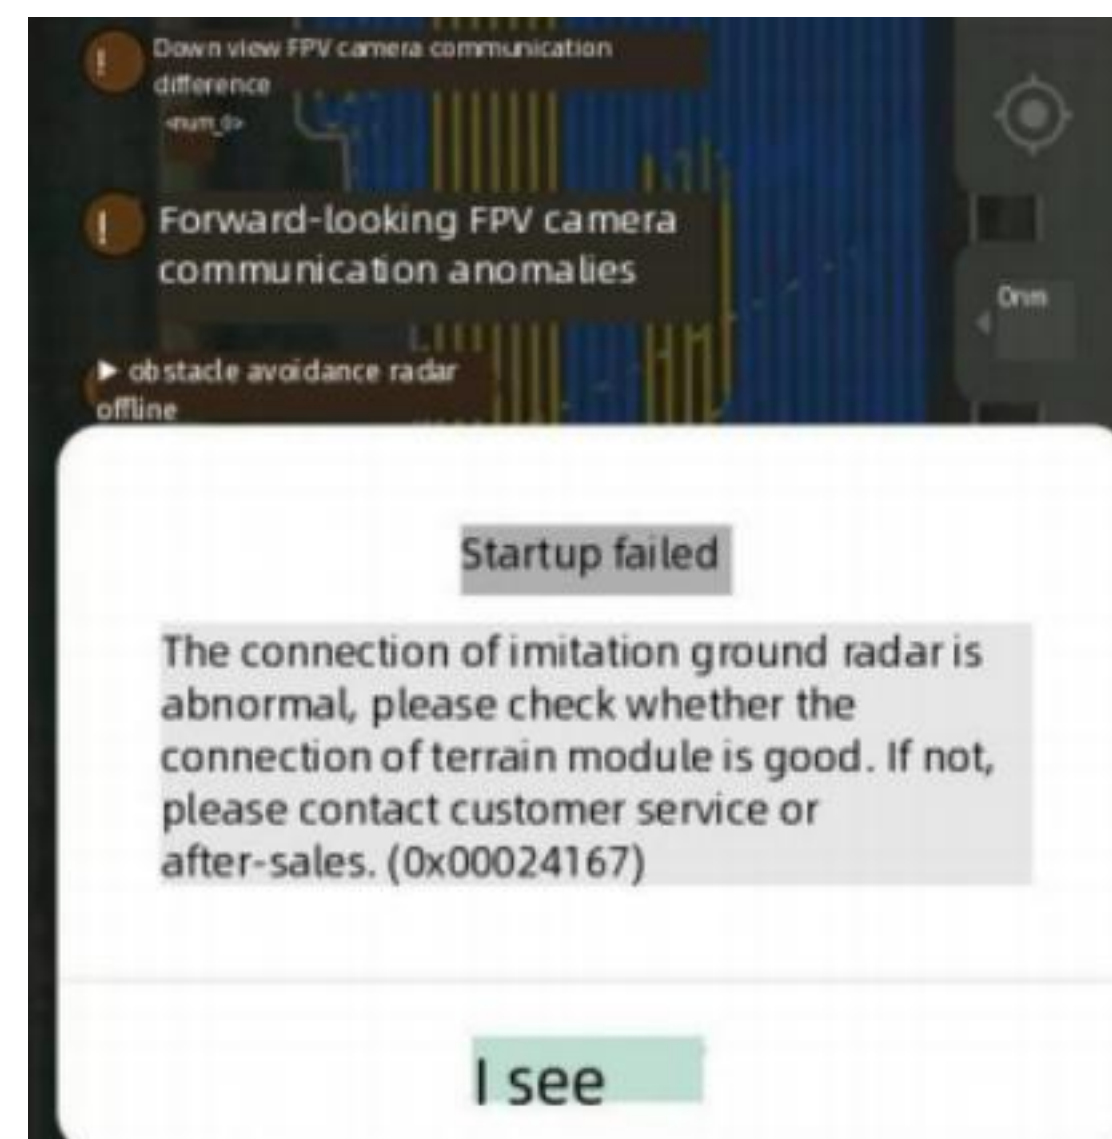 Down view FPV camera communication
difference
<num_0>
Forward-looking FPV camera
communication anomalies
▶ obstacle avoidance radar
offline
Startup failed
The connection of imitation ground radar is
abnormal, please check whether the
connection of terrain module is good. If not,
please contact customer service or
after-sales. (0x00024167)
I see